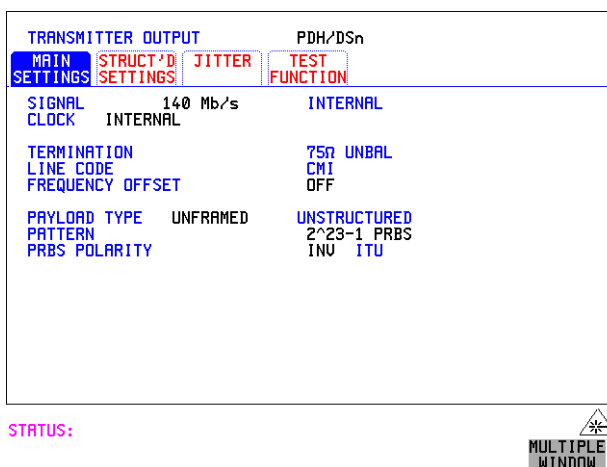 TRANSMITTER OUTPUT PDH/DSn
MAIN SETTINGS STRUCT'D SETTINGS JITTER TEST FUNCTION
SIGNAL 140 Mb/s INTERNAL
CLOCK INTERNAL
TERMINATION 75Ω UNBAL
LINE CODE CMI
FREQUENCY OFFSET OFF
PAYLOAD TYPE UNFRAMED UNSTRUCTURED
PATTERN 2^23-1 PRBS
PRBS POLARITY INV ITU
STATUS:
MULTIPLE
WINDOW